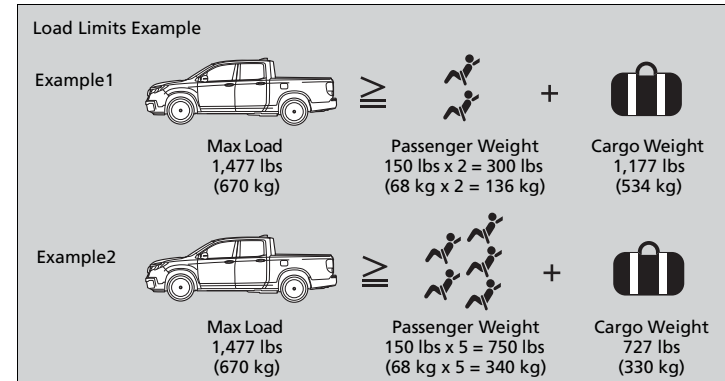 Load Limits Example
Example1
≧
+
Max Load
1,477 lbs
(670 kg)
Passenger Weight
150 lbs x 2 = 300 lbs
(68 kg x 2 = 136 kg)
Cargo Weight
1,177 lbs
(534 kg)
Example2
≧
+
Max Load
1,477 lbs
(670 kg)
Passenger Weight
150 lbs x 5 = 750 lbs
(68 kg x 5 = 340 kg)
Cargo Weight
727 lbs
(330 kg)